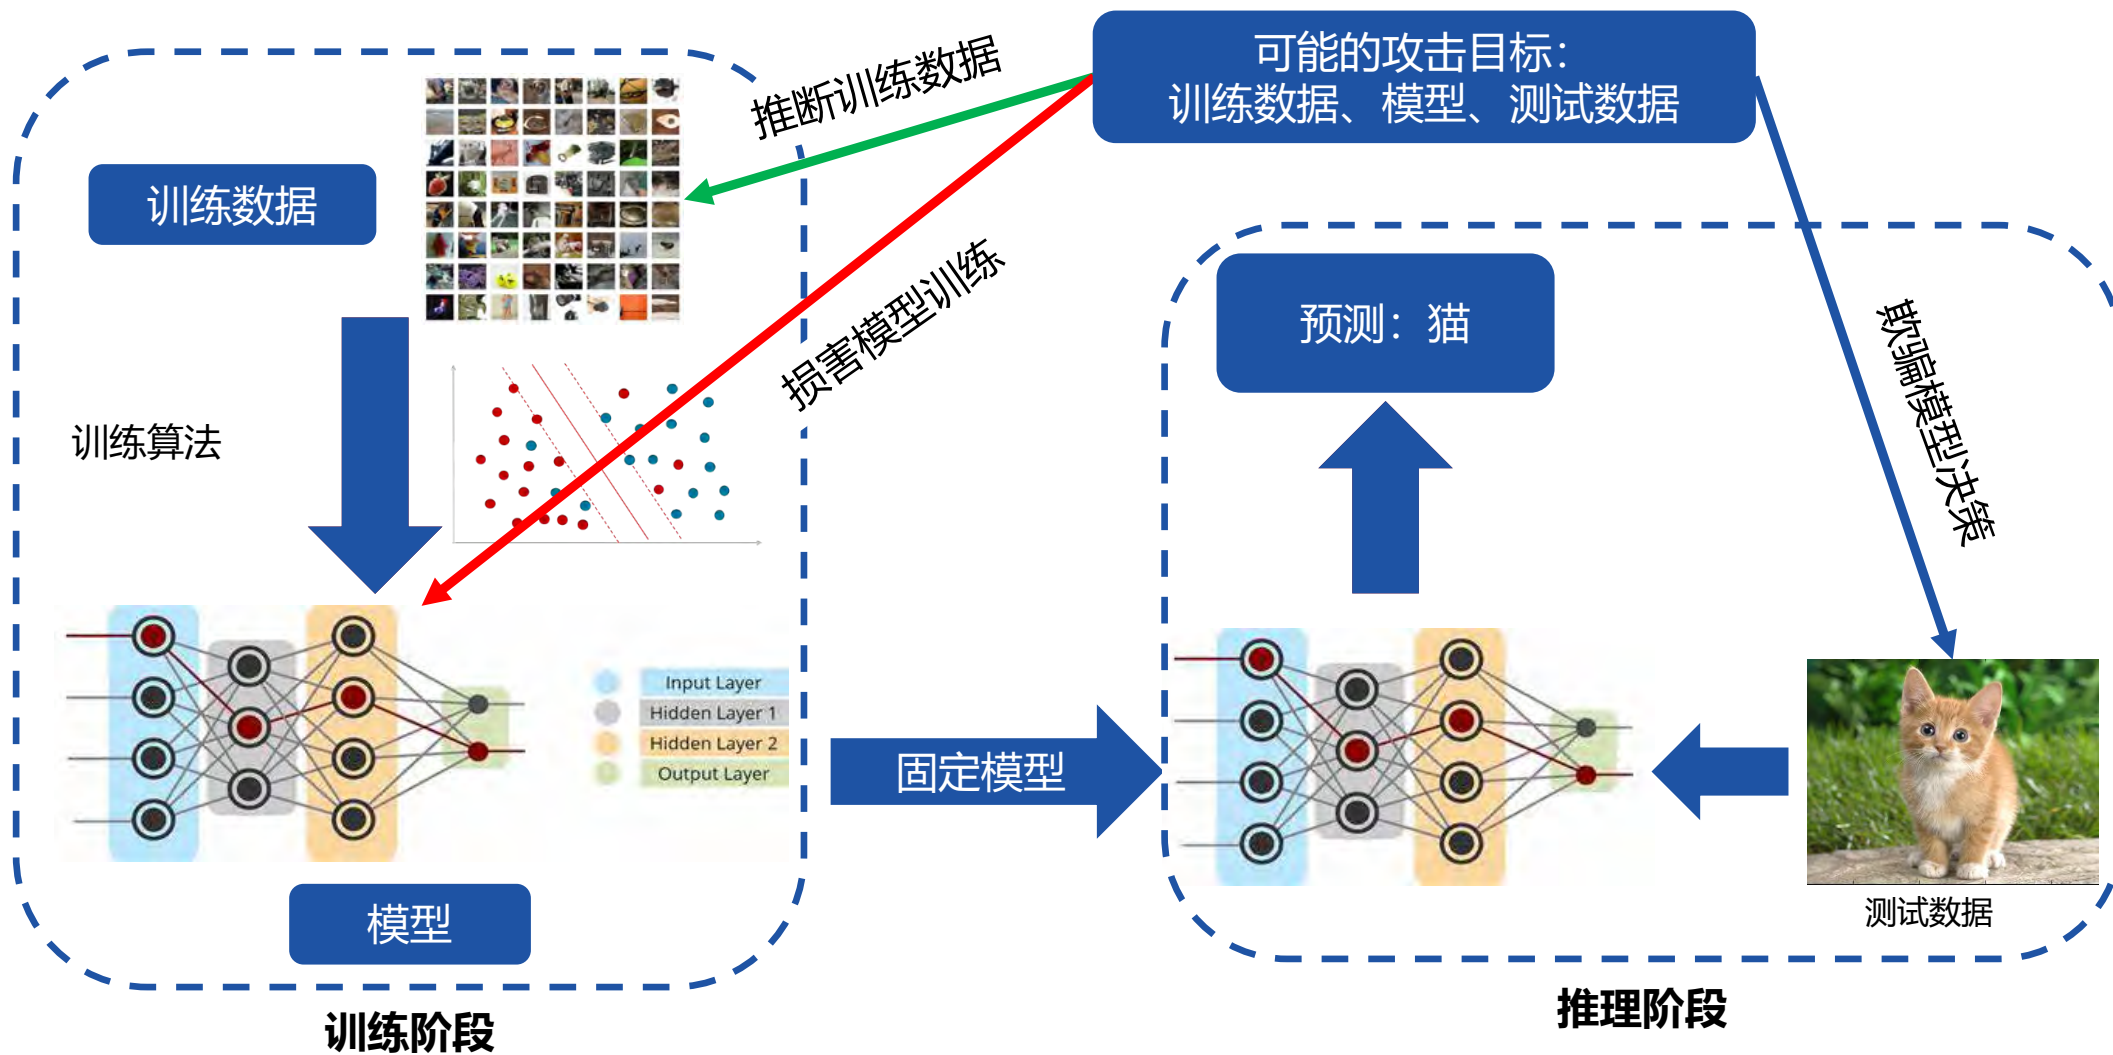 可能的攻击目标：
训练数据、模型、测试数据
推断训练数据
训练数据
损害模型训练
欺骗模型决策
预测：猫
训练算法
Input Layer
Hidden Layer 1
Hidden Layer 2
Output Layer
固定模型
测试数据
模型
训练阶段
推理阶段